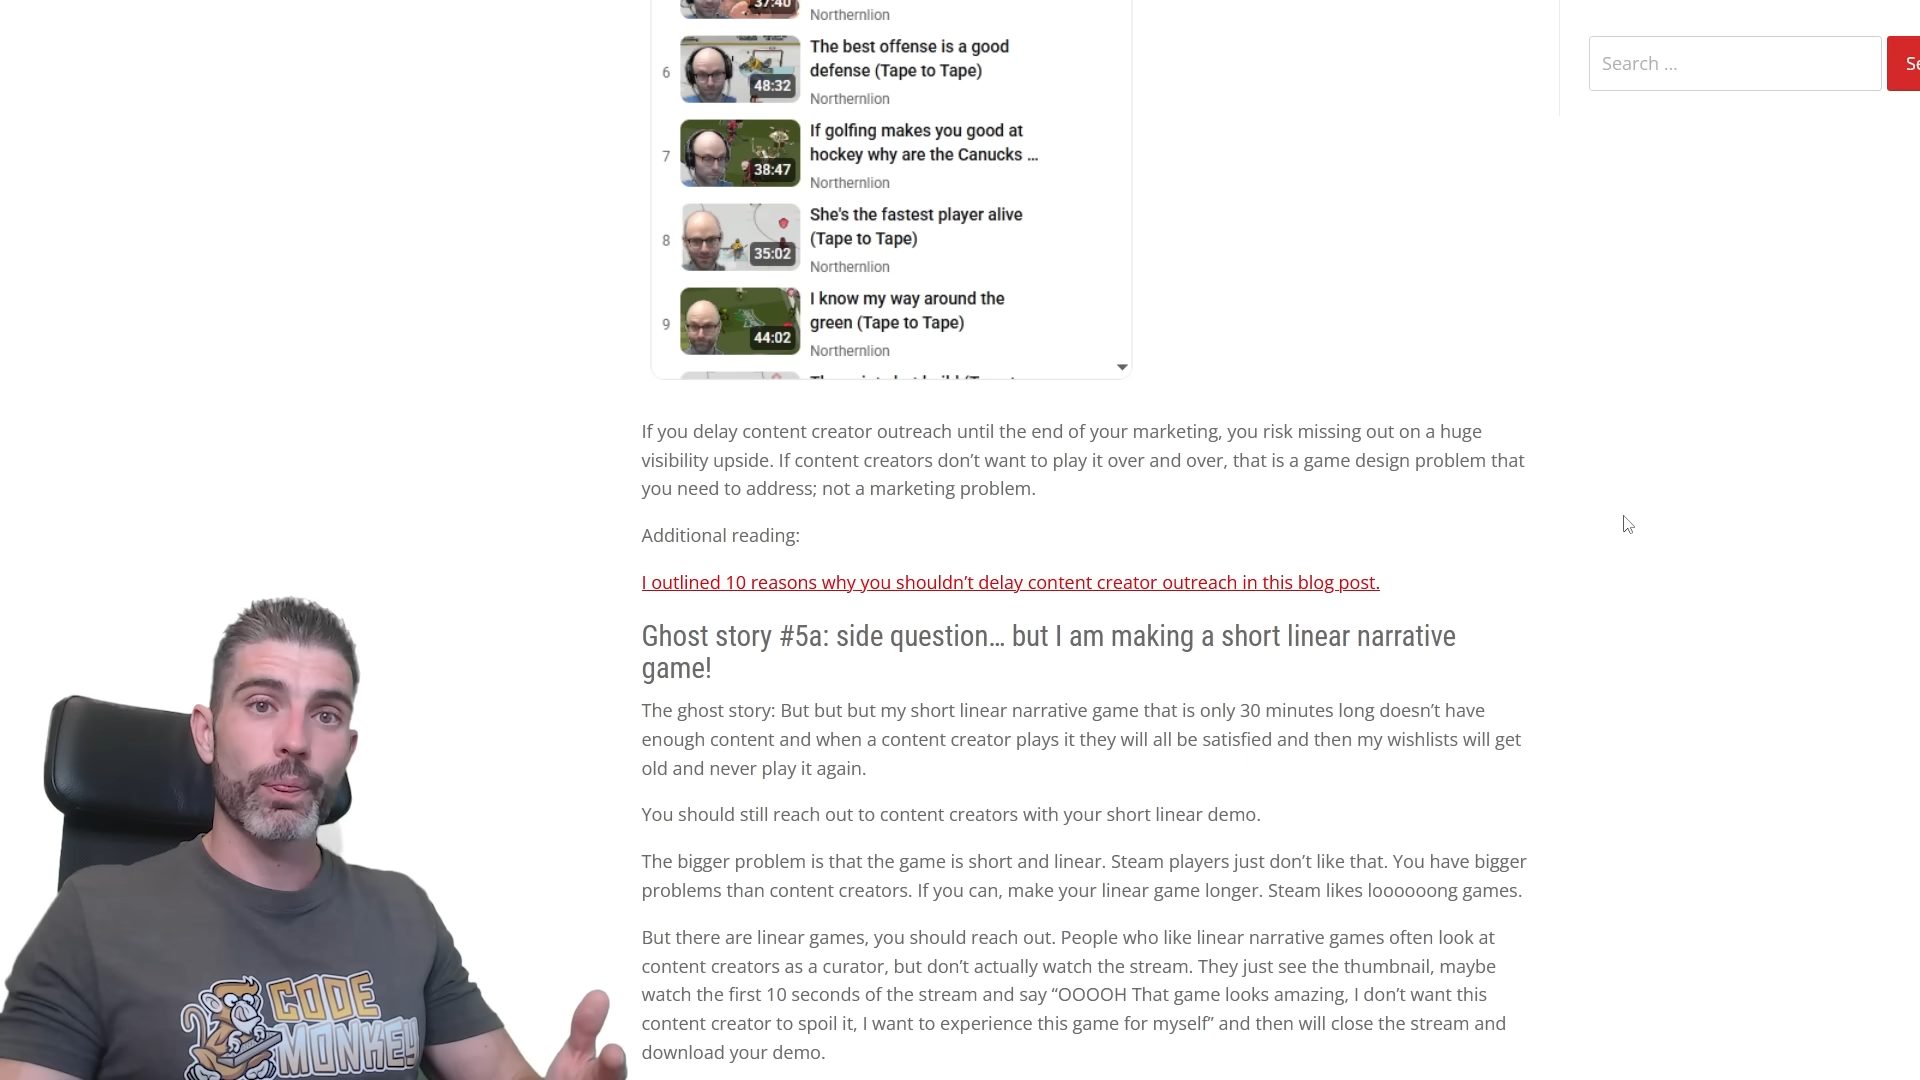 37:40
Northernlion
6
48:32
The best offense is a good
defense (Tape to Tape)
Northernlion
7
38:47
If golfing makes you good at
hockey why are the Canucks ...
Northernlion
8
35:02
She's the fastest player alive
(Tape to Tape)
Northernlion
9
44:02
I know my way around the
green (Tape to Tape)
Northernlion
Search ...
If you delay content creator outreach until the end of your marketing, you risk missing out on a huge
visibility upside. If content creators don’t want to play it over and over, that is a game design problem that
you need to address; not a marketing problem.
Additional reading:
I outlined 10 reasons why you shouldn’t delay content creator outreach in this blog post.
Ghost story #5a: side question… but I am making a short linear narrative
game!
The ghost story: But but but my short linear narrative game that is only 30 minutes long doesn’t have
enough content and when a content creator plays it they will all be satisfied and then my wishlists will get
old and never play it again.
You should still reach out to content creators with your short linear demo.
The bigger problem is that the game is short and linear. Steam players just don’t like that. You have bigger
problems than content creators. If you can, make your linear game longer. Steam likes loooooong games.
But there are linear games, you should reach out. People who like linear narrative games often look at
content creators as a curator, but don’t actually watch the stream. They just see the thumbnail, maybe
watch the first 10 seconds of the stream and say “OOOOH That game looks amazing, I don’t want this
content creator to spoil it, I want to experience this game for myself” and then will close the stream and
download your demo.
CODE
MONKEY